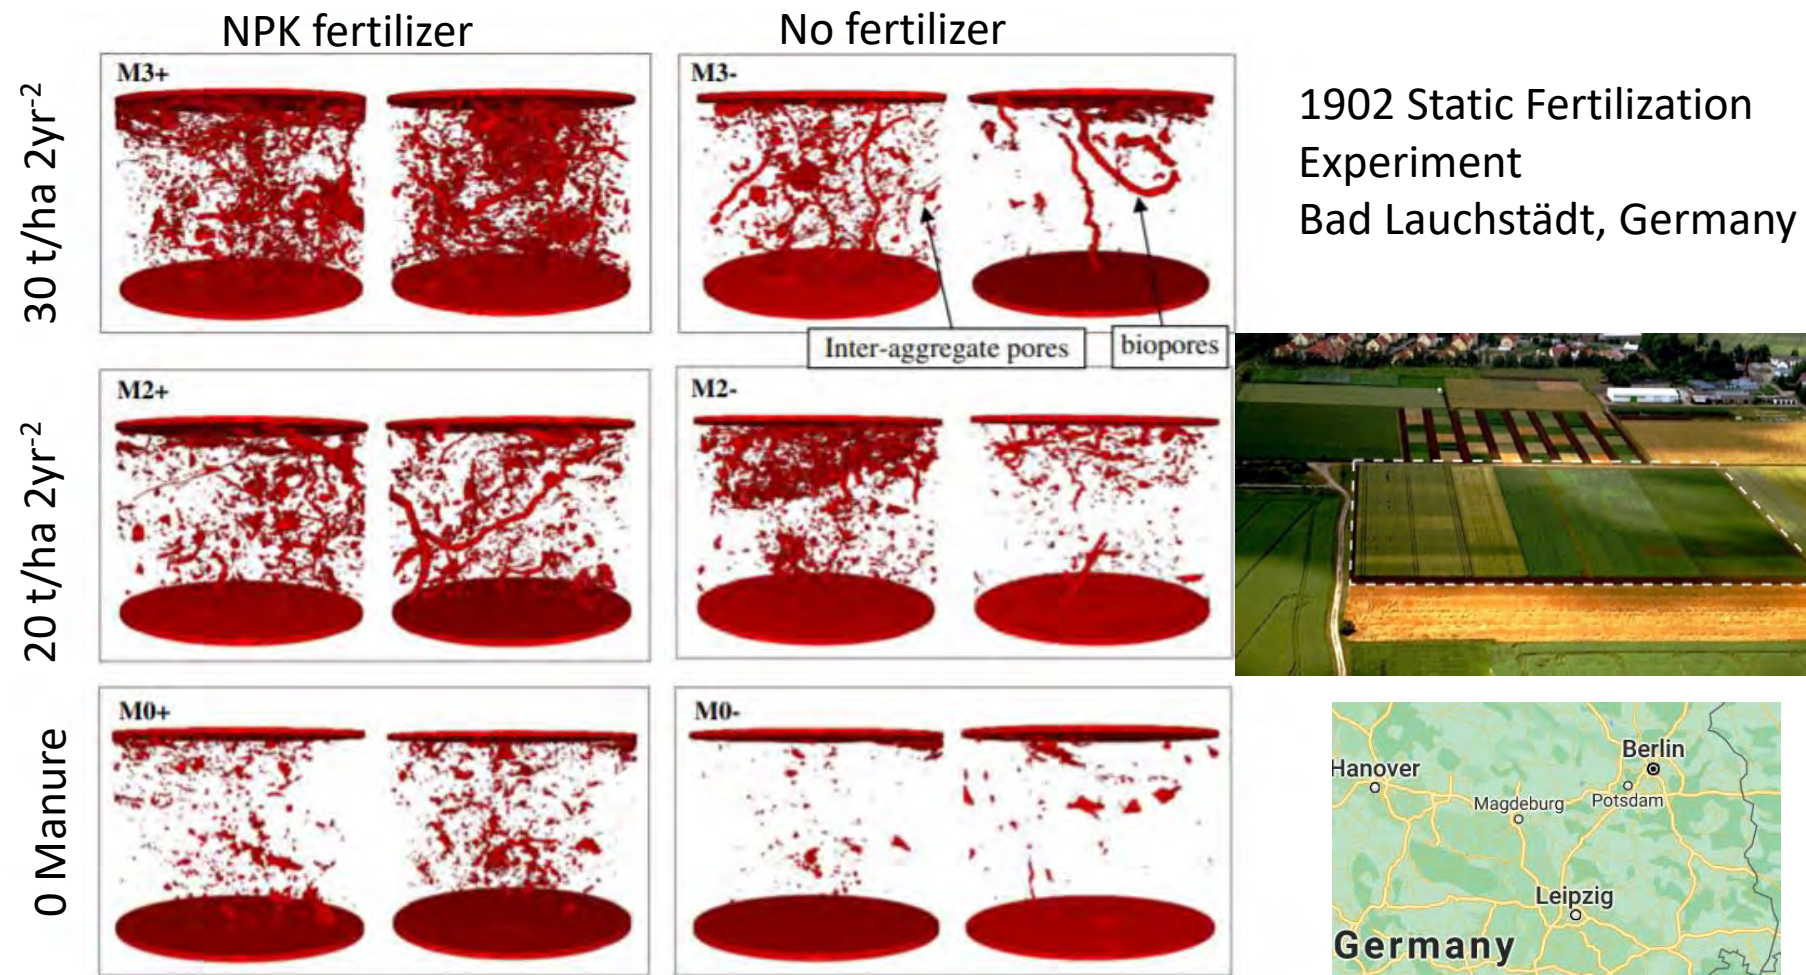 NPK fertilizer
No fertilizer
30 t/ha 2yr⁻²
M3+
M3-
Inter-aggregate pores
biopores
20 t/ha 2yr⁻²
M2+
M2-
0 Manure
M0+
M0-
1902 Static Fertilization
Experiment
Bad Lauchstädt, Germany
Berlin
Hanover
Potsdam
Magdeburg
Leipzig
Germany